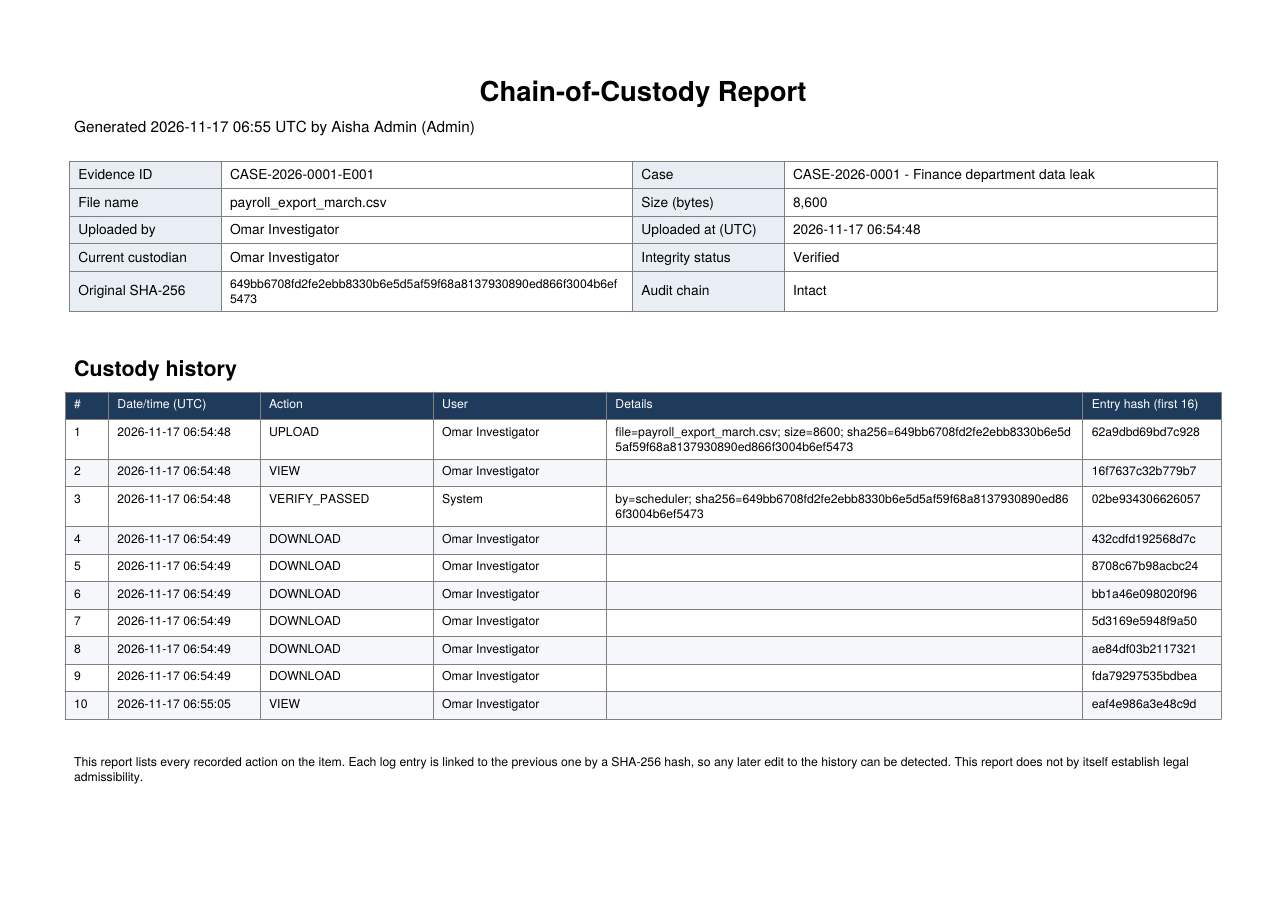 Chain-of-Custody Report
Generated 2026-11-17 06:55 UTC by Aisha Admin (Admin)
Evidence ID CASE-2026-0001-E001 Case CASE-2026-0001 - Finance department data leak
File name payroll_export_march.csv Size (bytes) 8,600
Uploaded by Omar Investigator Uploaded at (UTC) 2026-11-17 06:54:48
Current custodian Omar Investigator Integrity status Verified
Original SHA-256 649bb6708fd2fe2ebb8330b6e5d5af59f68a8137930890ed866f3004b6ef
5473 Audit chain Intact
Custody history
# Date/time (UTC) Action User Details Entry hash (first 16)
1 2026-11-17 06:54:48 UPLOAD Omar Investigator file=payroll_export_march.csv; size=8600; sha256=649bb6708fd2fe2ebb8330b6e5d 62a9dbd69bd7c928
5af59f68a8137930890ed866f3004b6ef5473
2 2026-11-17 06:54:48 VIEW Omar Investigator 16f7637c32b779b7
3 2026-11-17 06:54:48 VERIFY_PASSED System by=scheduler; sha256=649bb6708fd2fe2ebb8330b6e5d5af59f68a8137930890ed86 02be934306626057
6f3004b6ef5473
4 2026-11-17 06:54:49 DOWNLOAD Omar Investigator 432cdfd192568d7c
5 2026-11-17 06:54:49 DOWNLOAD Omar Investigator 8708c67b98acbc24
6 2026-11-17 06:54:49 DOWNLOAD Omar Investigator bb1a46e098020f96
7 2026-11-17 06:54:49 DOWNLOAD Omar Investigator 5d3169e5948f9a50
8 2026-11-17 06:54:49 DOWNLOAD Omar Investigator ae84df03b2117321
9 2026-11-17 06:54:49 DOWNLOAD Omar Investigator fda79297535bdbea
10 2026-11-17 06:55:05 VIEW Omar Investigator eaf4e986a3e48c9d
This report lists every recorded action on the item. Each log entry is linked to the previous one by a SHA-256 hash, so any later edit to the history can be detected. This report does not by itself establish legal
admissibility.